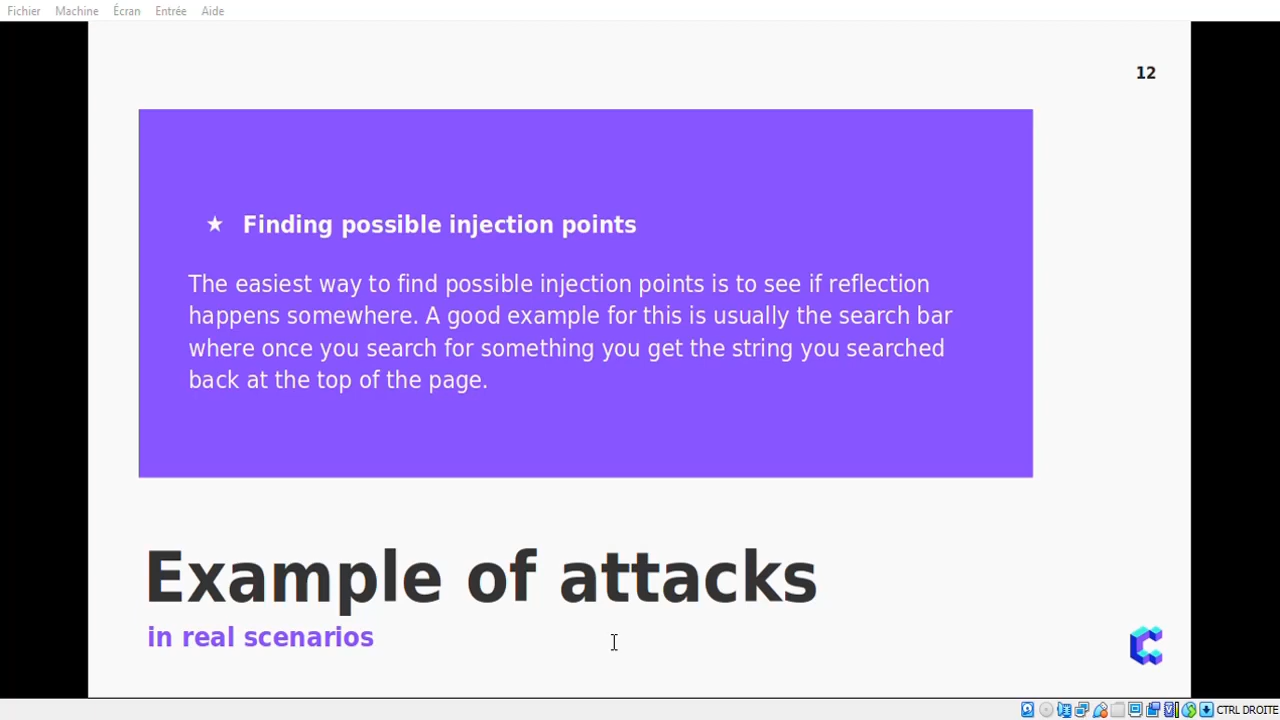 Fichier Machine Écran Entrée Aide
12
★ Finding possible injection points
The easiest way to find possible injection points is to see if reflection
happens somewhere. A good example for this is usually the search bar
where once you search for something you get the string you searched
back at the top of the page.
Example of attacks
in real scenarios
CTRL DROITE